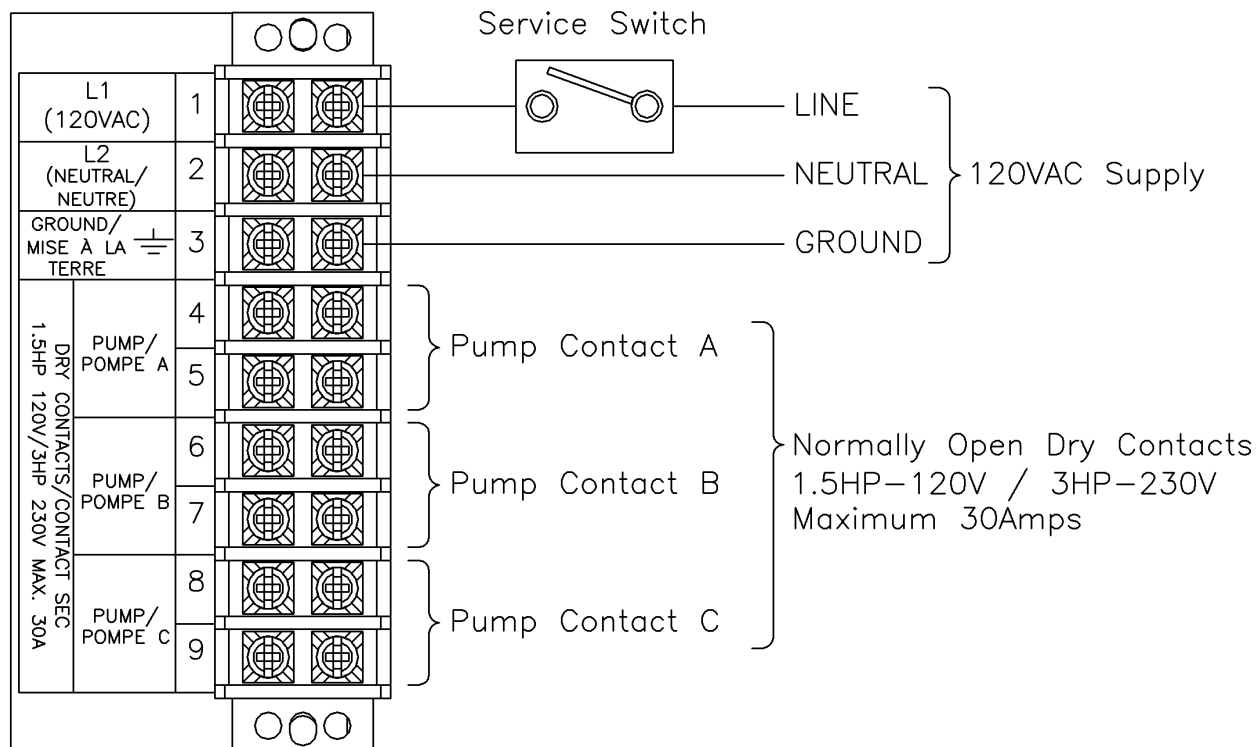 Service Switch
L1
(120VAC)
1
LINE
L2
(NEUTRAL/
NEUTRE)
2
NEUTRAL
120VAC Supply
GROUND/
MISE À LA
TERRE
3
GROUND
DRY CONTACTS/CONTACT SEC
1.5HP 120V/3HP 230V MAX. 30A
PUMP/
POMPE A
4
5
Pump Contact A
PUMP/
POMPE B
6
7
Pump Contact B
PUMP/
POMPE C
8
9
Pump Contact C
Normally Open Dry Contacts
1.5HP-120V / 3HP-230V
Maximum 30Amps